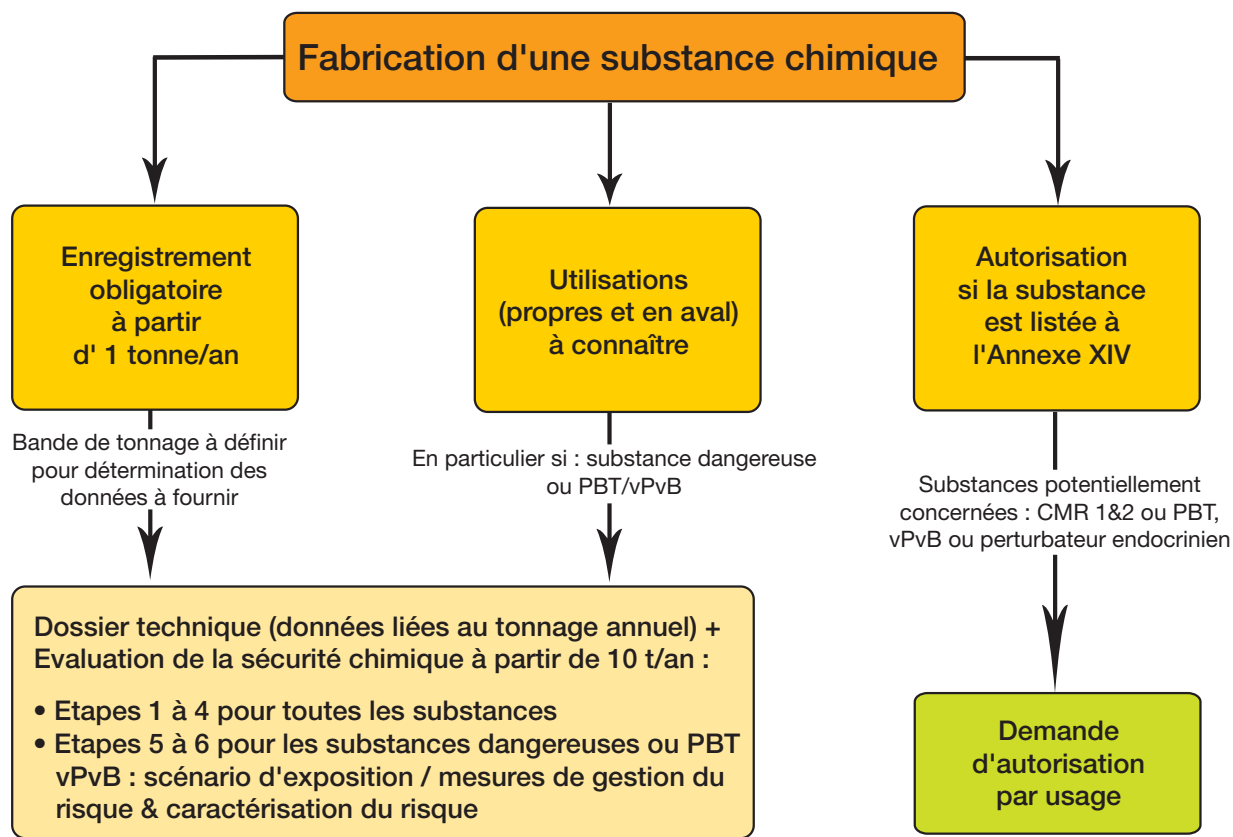 Fabrication d'une substance chimique
Enregistrement
obligatoire
à partir
d' 1 tonne/an
Utilisations
(propres et en aval)
à connaître
Autorisation
si la substance
est listée à
l'Annexe XIV
Bande de tonnage à définir
pour détermination des
données à fournir
En particulier si : substance dangereuse
ou PBT/vPvB
Substances potentiellement
concernées : CMR 1&2 ou PBT,
vPvB ou perturbateur endocrinien
Dossier technique (données liées au tonnage annuel) +
Evaluation de la sécurité chimique à partir de 10 t/an :
• Etapes 1 à 4 pour toutes les substances
• Etapes 5 à 6 pour les substances dangereuses ou PBT
vPvB : scénario d'exposition / mesures de gestion du
risque & caractérisation du risque
Demande
d'autorisation
par usage